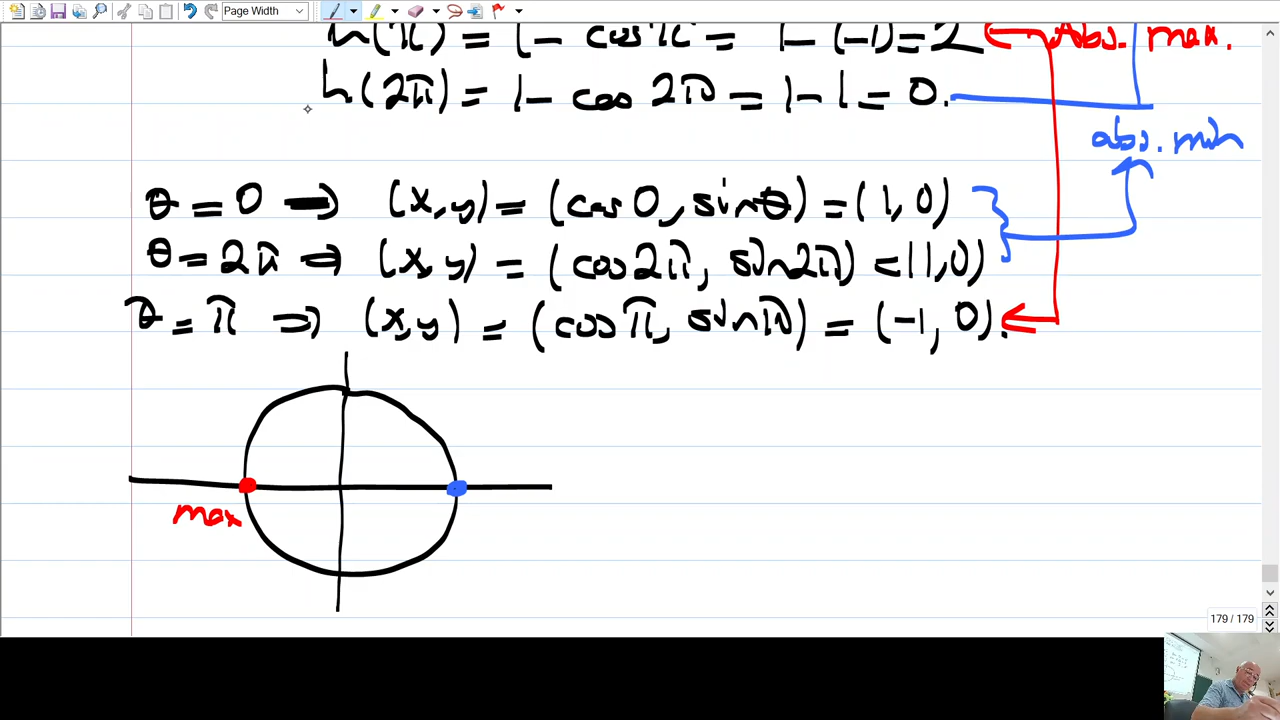 Page Width
h(π) = 1 - cos π = 1 - (-1) = 2 Abs. max.
h(2π) = 1 - cos 2π = 1 - 1 = 0.
abs. min
θ = 0 ⇒ (x,y) = (cos 0, sin θ) = (1, 0)
θ = 2π ⇒ (x,y) = (cos 2π, sin 2π) = (1,0)
θ = π ⇒ (x,y) = (cos π, sin π) = (-1, 0).
max
179 / 179